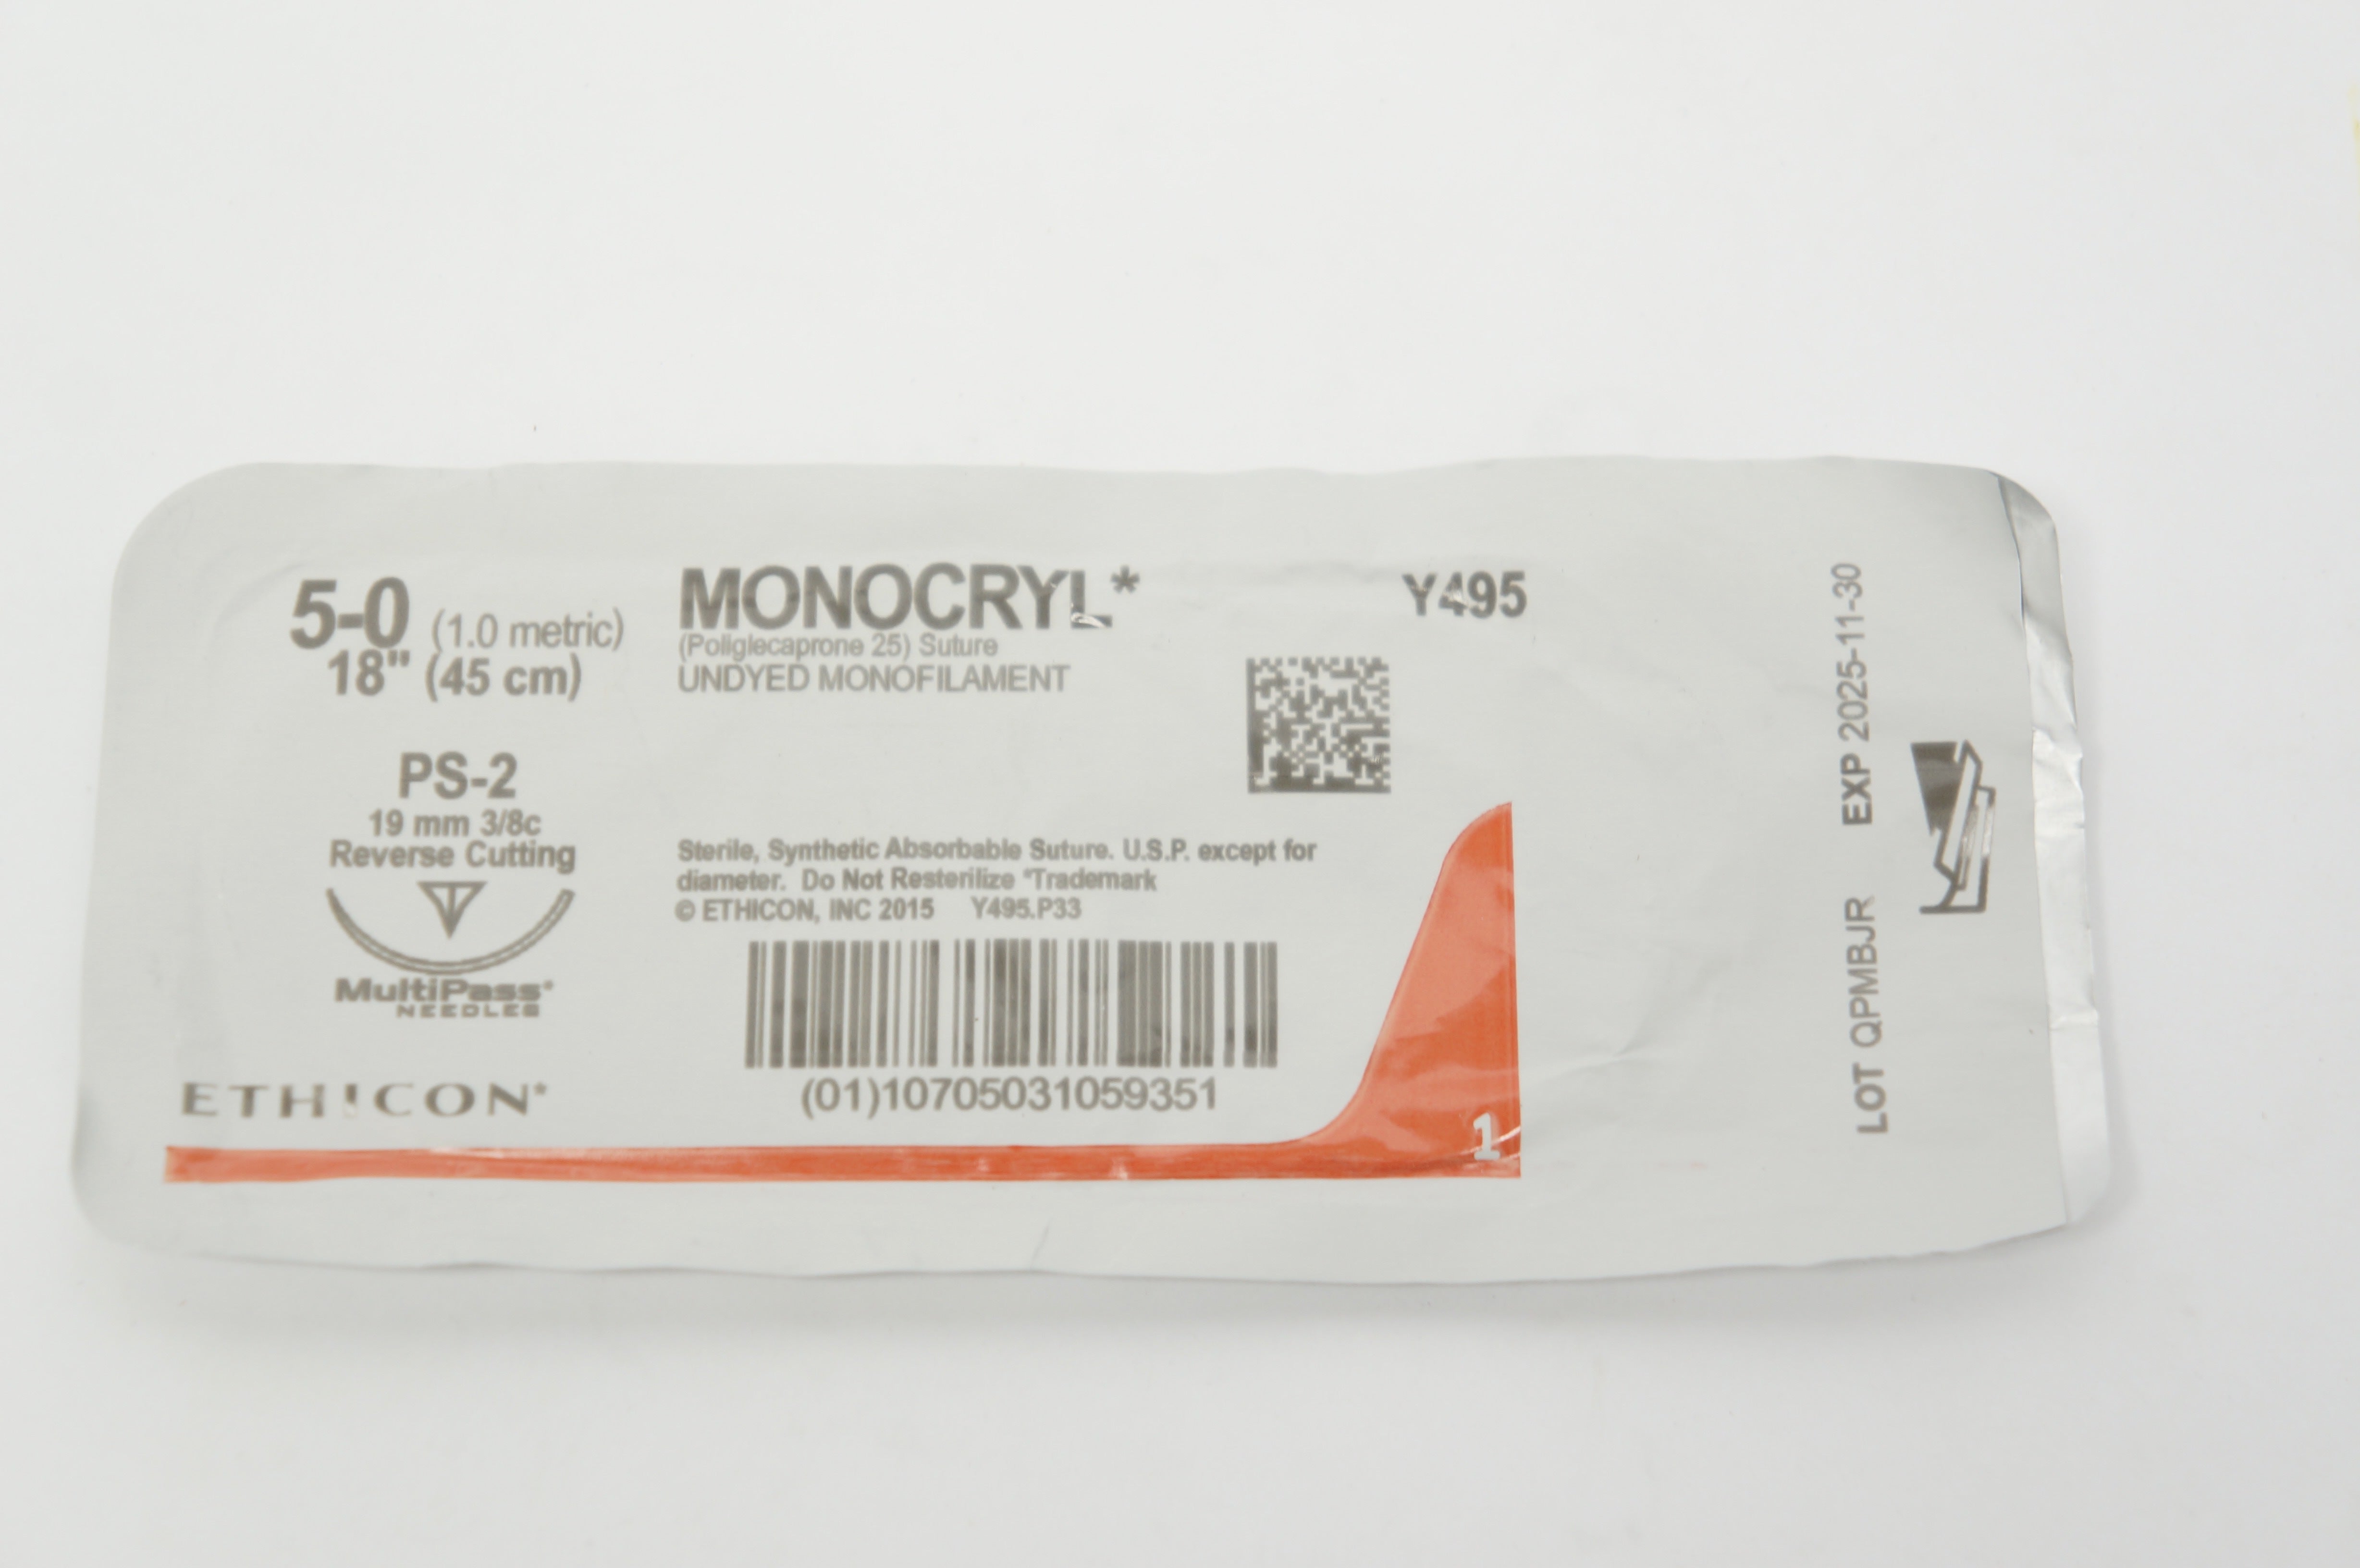 5-0 (1.0 metric)
18" (45 cm)
PS-2
19 mm 3/8c
Reverse Cutting
MultiPass*
NEEDLES
ETHICON*
MONOCRYL*
(Poliglecaprone 25) Suture
UNDYED MONOFILAMENT
Y495
Sterile, Synthetic Absorbable Suture. U.S.P. except for
diameter. Do Not Resterilize *Trademark
© ETHICON, INC 2015 Y495.P33
(01)10705031059351
1
LOT QPMBJR EXP 2025-11-30